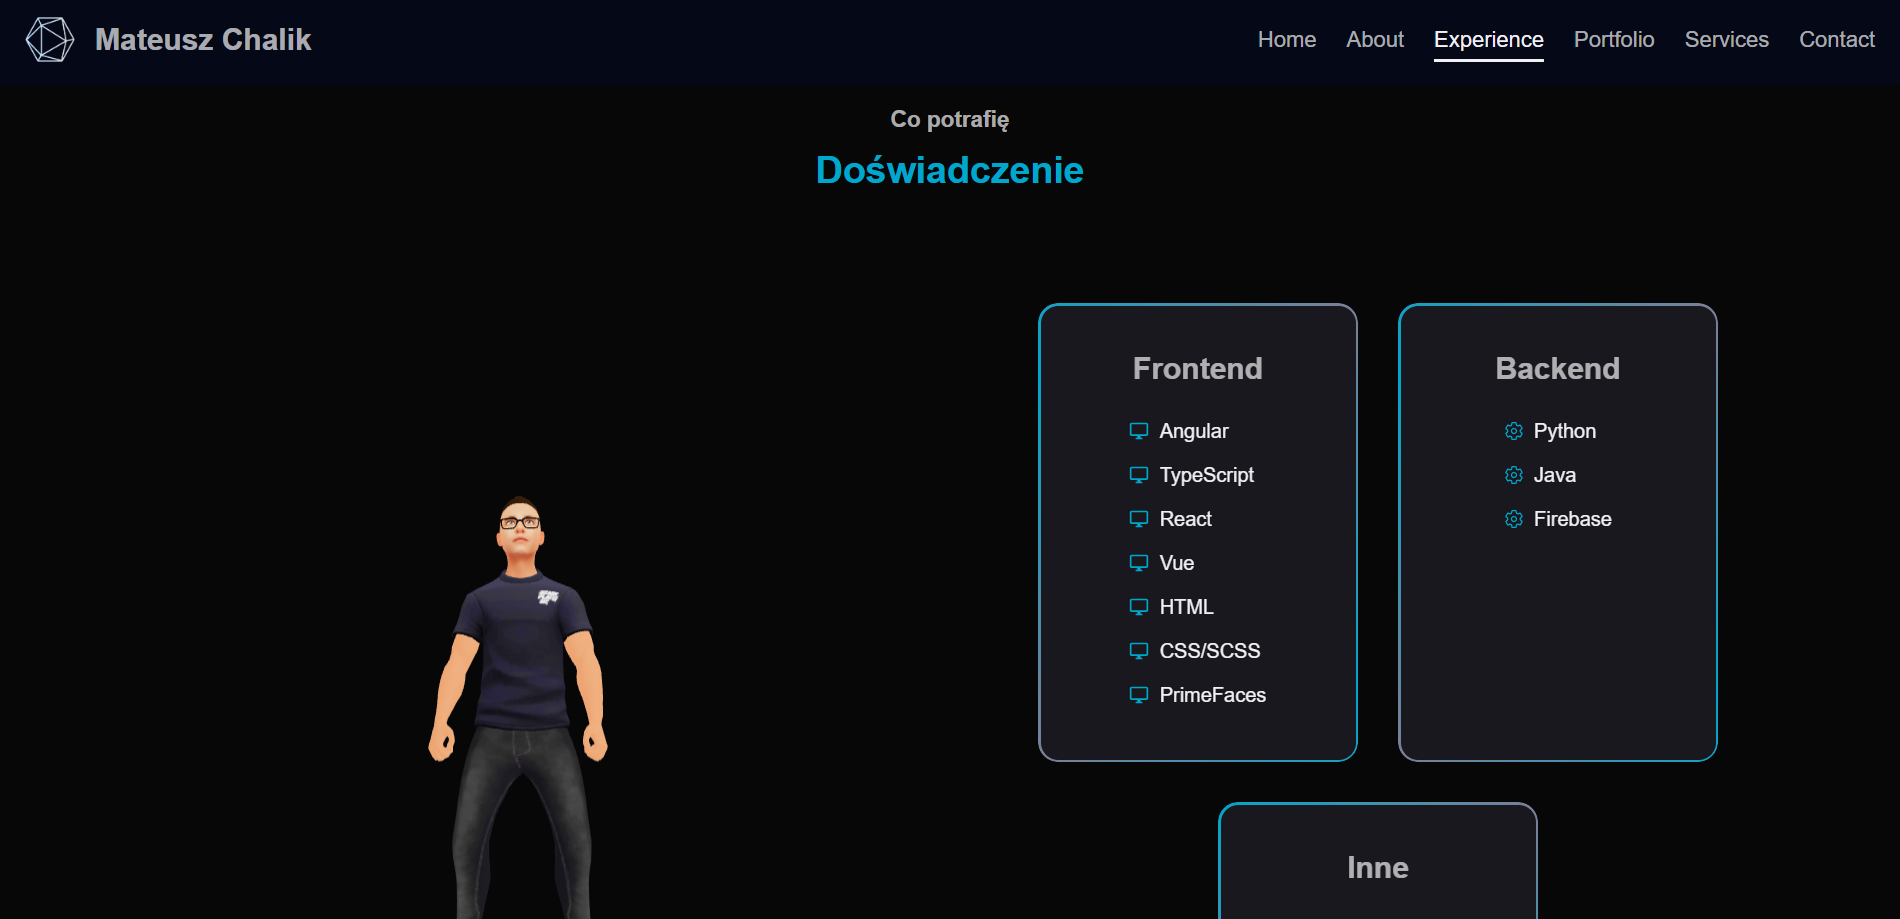 Mateusz Chalik
Home About Experience Portfolio Services Contact
Co potrafię
Doświadczenie
Frontend
Angular
TypeScript
React
Vue
HTML
CSS/SCSS
PrimeFaces
Backend
Python
Java
Firebase
Inne